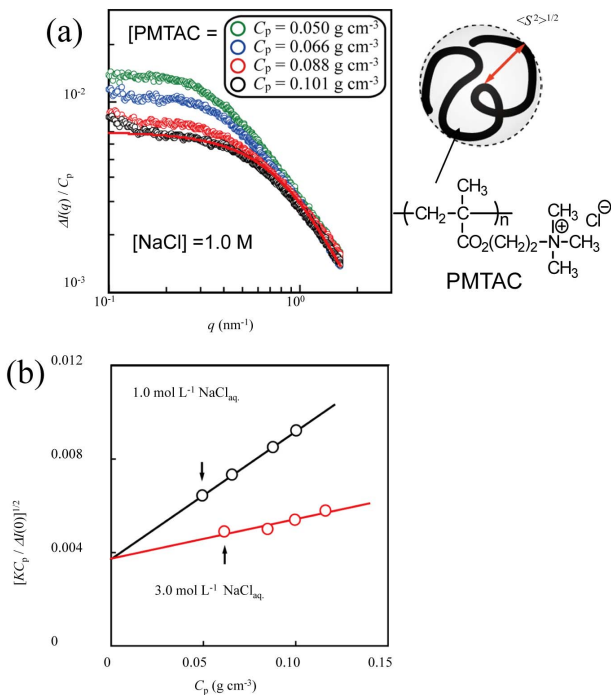 (a)
[PMTAC =
Cp = 0.050 g cm-3
Cp = 0.066 g cm-3
Cp = 0.088 g cm-3
Cp = 0.101 g cm-3
<S²>1/2
10-2
ΔI(q) / Cp
[NaCl] =1.0 M
10-3
10-1
10⁰
q (nm-1)
CH₃
CH₂
C
n
CO₂(CH₂)₂
N
⊕
CH₃
CH₃
CH₃
Cl⊖
PMTAC
(b)
0.012
1.0 mol L-1 NaClaq.
0.008
[KCp / ΔI(0)]1/2
0.004
3.0 mol L-1 NaClaq.
0
0
0.05
0.10
0.15
Cp (g cm-3)